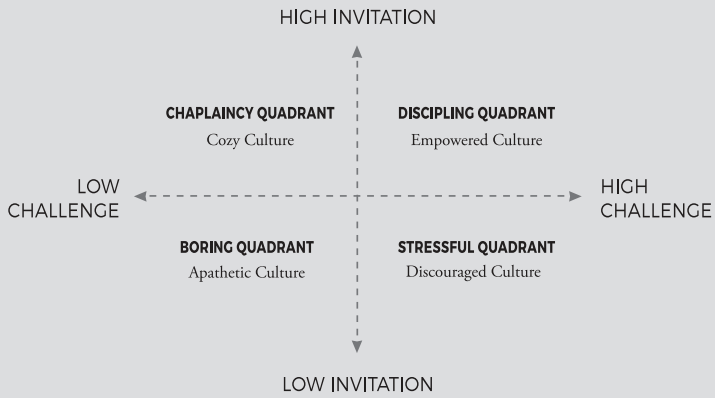 HIGH INVITATION
CHAPLAINCY QUADRANT
Cozy Culture
DISCIPLING QUADRANT
Empowered Culture
LOW
CHALLENGE
HIGH
CHALLENGE
BORING QUADRANT
Apathetic Culture
STRESSFUL QUADRANT
Discouraged Culture
LOW INVITATION